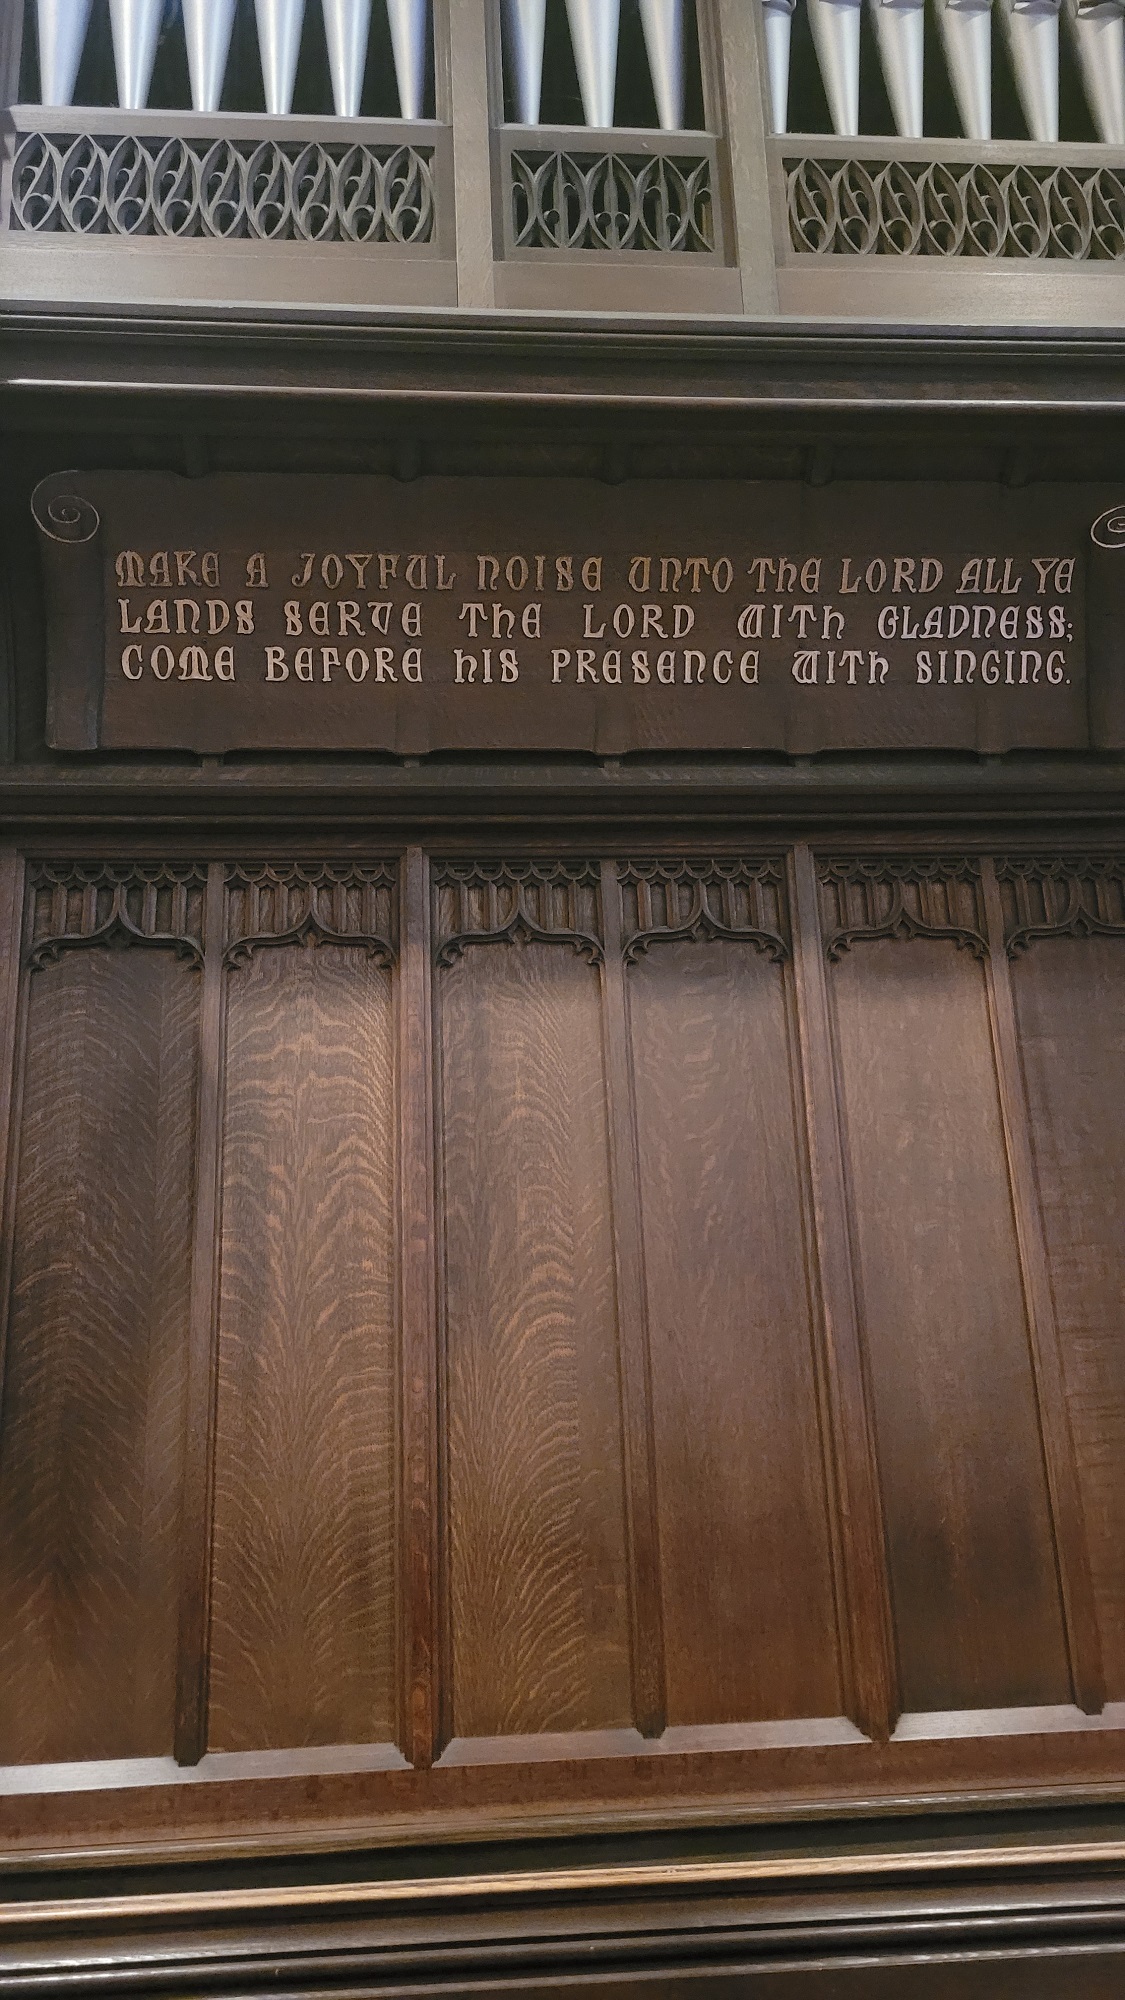 MAKE A JOYFUL NOISE UNTO THE LORD ALL YE
LANDS SERVE THE LORD WITH GLADNESS;
COME BEFORE HIS PRESENCE WITH SINGING.